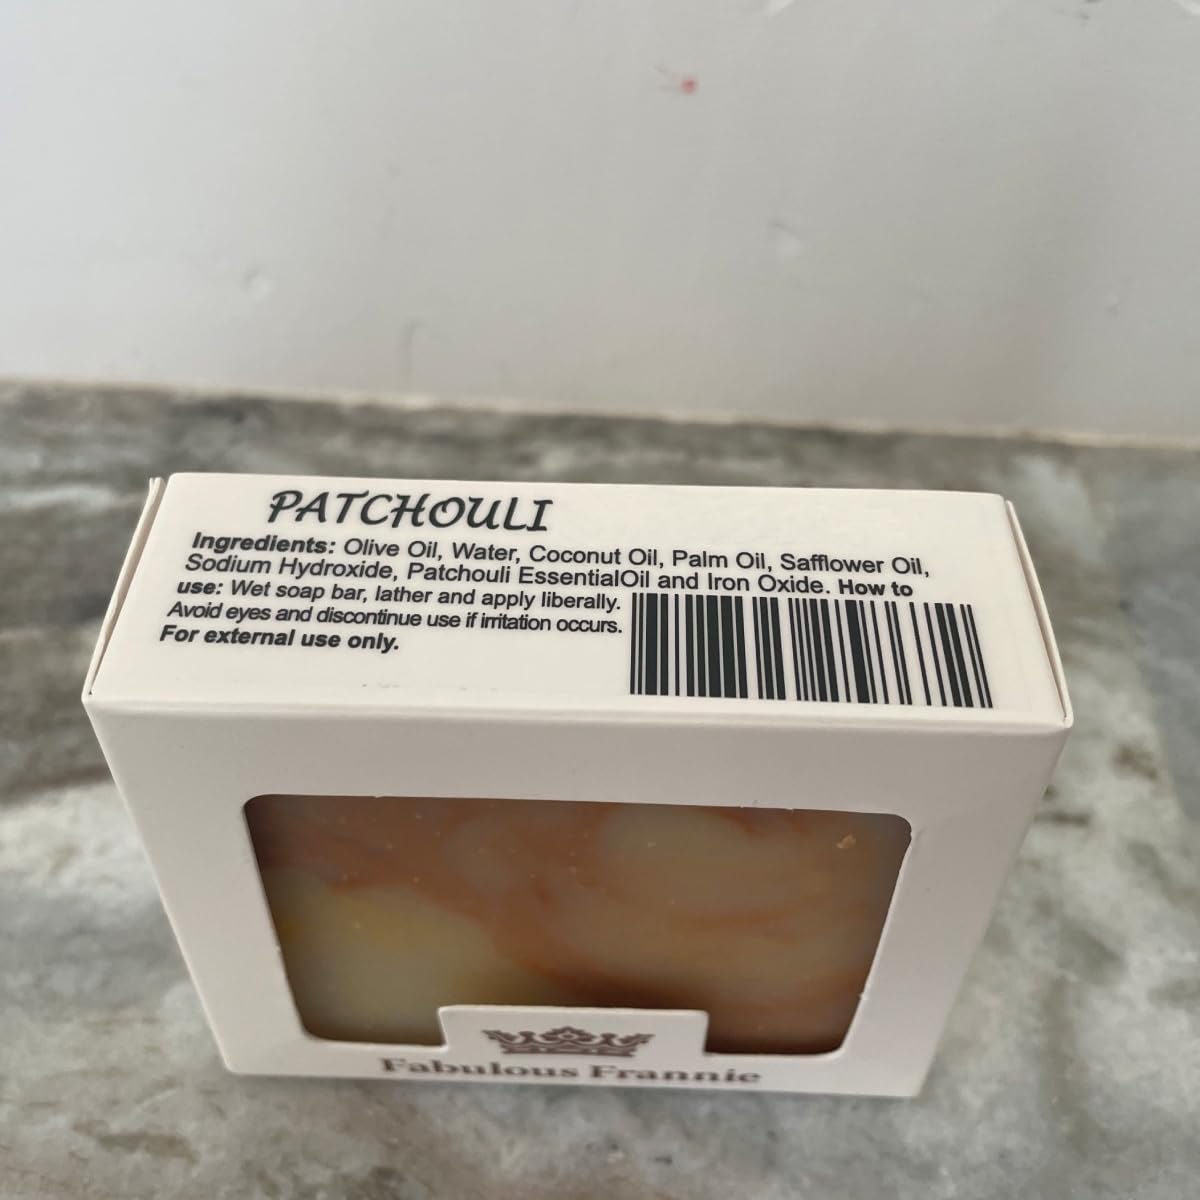 PATCHOULI
Ingredients: Olive Oil, Water, Coconut Oil, Palm Oil, Safflower Oil,
Sodium Hydroxide, Patchouli EssentialOil and Iron Oxide. How to
use: Wet soap bar, lather and apply liberally.
Avoid eyes and discontinue use if irritation occurs.
For external use only.
Fabulous Frannie